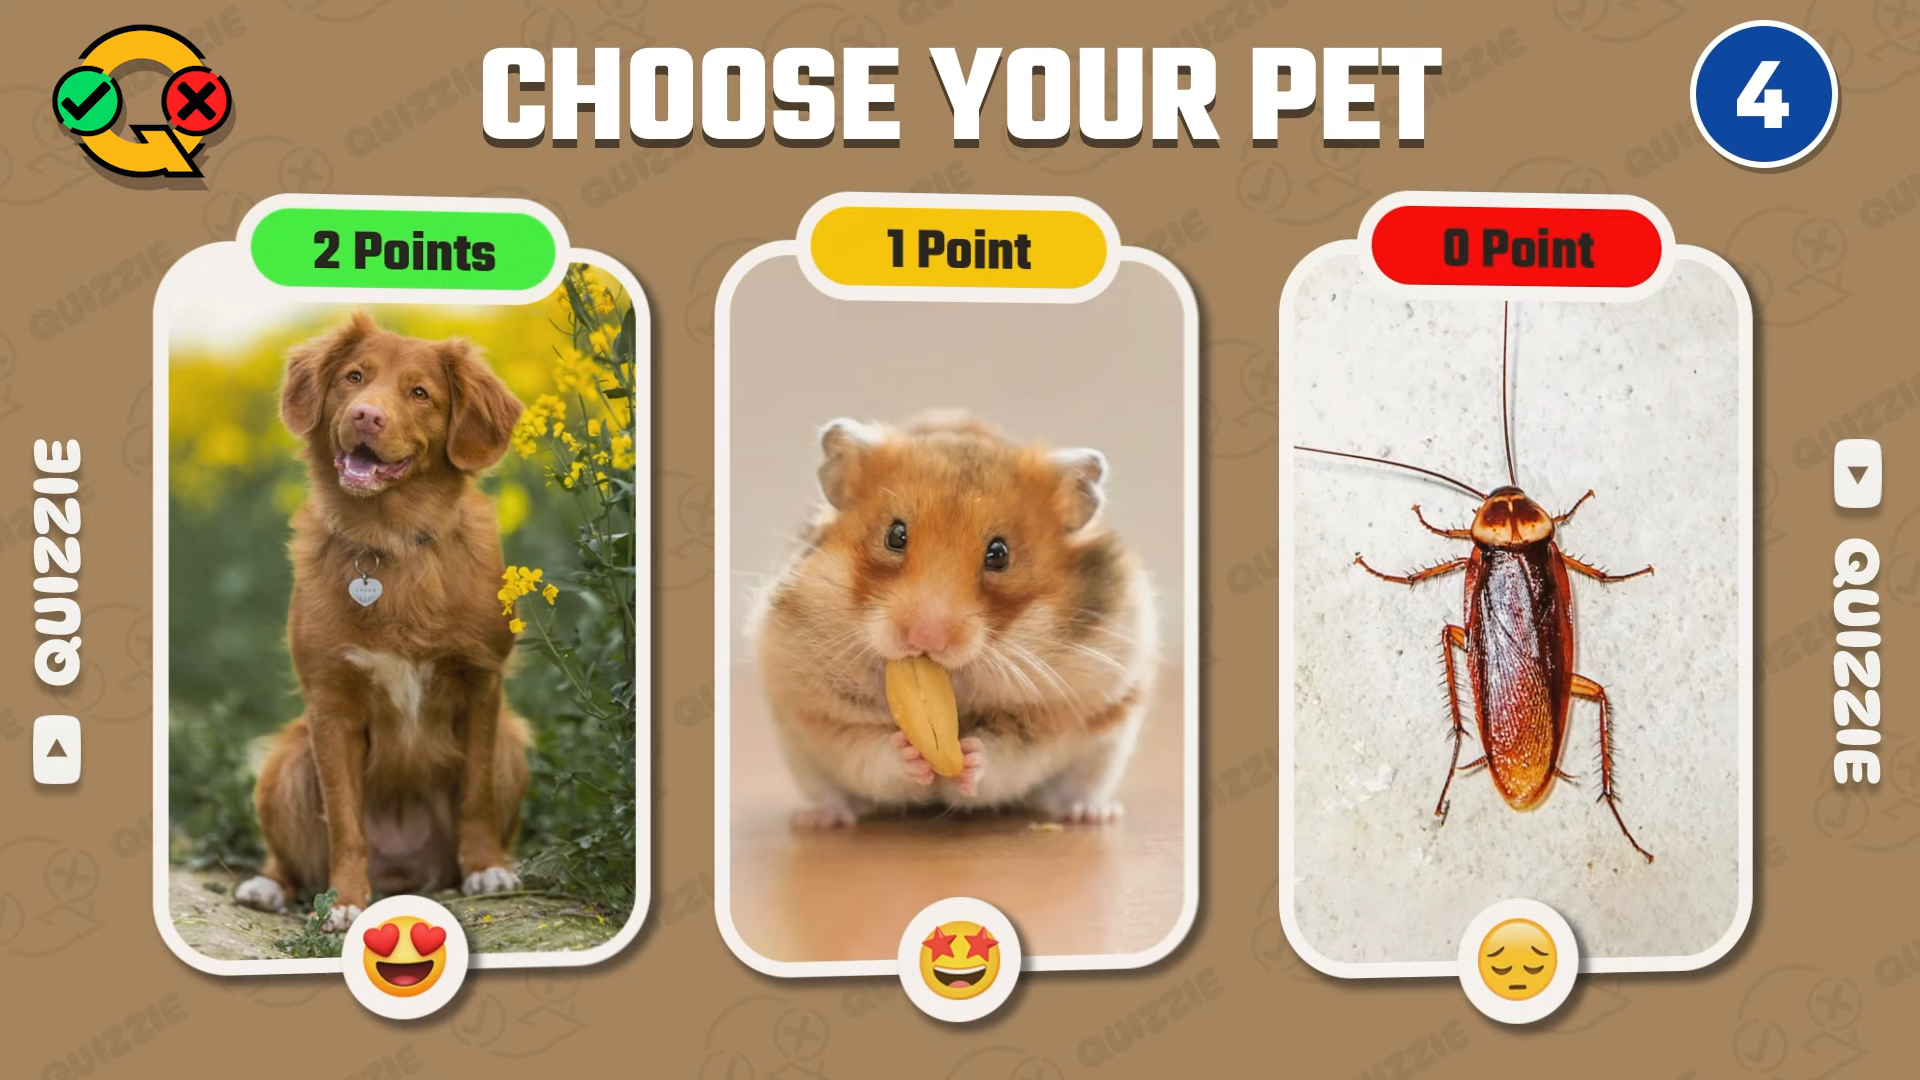 CHOOSE YOUR PET
4
2 Points
1 Point
0 Point
QUIZZIE
QUIZZIE